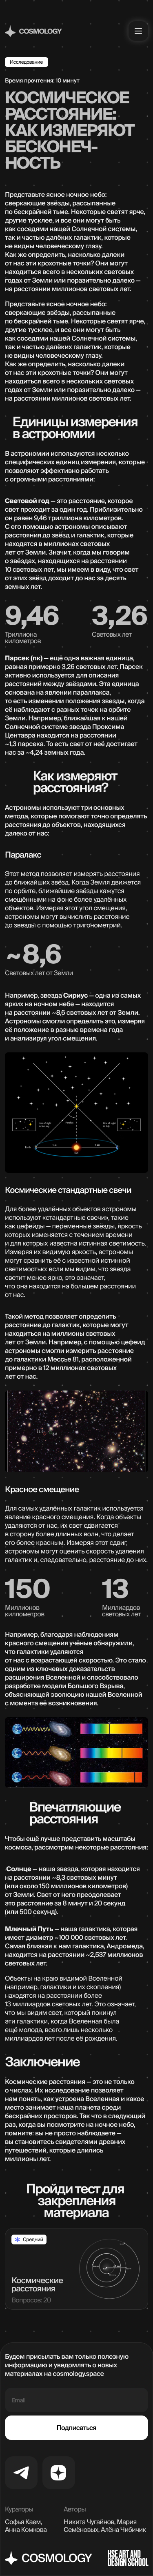 COSMOLOGY
Исследование
Время прочтения: 10 минут
КОСМИЧЕСКОЕ
РАССТОЯНИЕ:
КАК ИЗМЕРЯЮТ
БЕСКОНЕЧ-
НОСТЬ
Представьте ясное ночное небо:
сверкающие звёзды, рассыпанные
по бескрайней тьме. Некоторые светят ярче,
другие тусклее, и все они могут быть
как соседями нашей Солнечной системы,
так и частью далёких галактик, которые
не видны человеческому глазу.
Как же определить, насколько далеки
от нас эти крохотные точки? Они могут
находиться всего в нескольких световых
годах от Земли или поразительно далеко —
на расстоянии миллионов световых лет.
Представьте ясное ночное небо:
сверкающие звёзды, рассыпанные
по бескрайней тьме. Некоторые светят ярче,
другие тусклее, и все они могут быть
как соседями нашей Солнечной системы,
так и частью далёких галактик, которые
не видны человеческому глазу.
Как же определить, насколько далеки
от нас эти крохотные точки? Они могут
находиться всего в нескольких световых
годах от Земли или поразительно далеко —
на расстоянии миллионов световых лет.
Единицы измерения
в астрономии
В астрономии используются несколько
специфических единиц измерения, которые
позволяют эффективно работать
с огромными расстояниями:
Световой год — это расстояние, которое
свет проходит за один год. Приблизительно
он равен 9,46 триллиона километров.
С его помощью астрономы описывают
расстояния до звёзд и галактик, которые
находятся в миллионах световых
лет от Земли. Значит, когда мы говорим
о звёздах, находящихся на расстоянии
10 световых лет, мы имеем в виду, что свет
от этих звёзд доходит до нас за десять
земных лет.
9,46
Триллиона
километров
3,26
Световых лет
Парсек (пк) — ещё одна важная единица,
равная примерно 3,26 световых лет. Парсек
активно используется для описания
расстояний между звёздами. Эта единица
основана на явлении параллакса,
то есть изменения положения звезды, когда
её наблюдают с разных точек на орбите
Земли. Например, ближайшая к нашей
Солнечной системе звезда Проксима
Центавра находится на расстоянии
~1,3 парсека. То есть свет от неё достигает
нас за ~4,24 земных года.
Как измеряют
расстояния?
Астрономы используют три основных
метода, которые помогают точно определять
расстояния до объектов, находящихся
далеко от нас:
Паралакс
Этот метод позволяет измерять расстояния
до ближайших звёзд. Когда Земля движется
по орбите, ближайшие звёзды кажутся
смещёнными на фоне более удалённых
объектов. Измеряя этот угол смещения,
астрономы могут вычислить расстояние
до звезды с помощью тригонометрии.
~8,6
Световых лет от Земли
Например, звезда Сириус — одна из самых
ярких на ночном небе — находится
на расстоянии ~8,6 световых лет от Земли.
Астрономы смогли определить это, измеряя
её положение в разные времена года
и анализируя угол смещения.
Космические стандартные свечи
Для более удалённых объектов астрономы
используют «стандартные свечи», такие
как цефеиды — переменные звёзды, яркость
которых изменяется с течением времени
и для которых известна истинная светимость.
Измеряя их видимую яркость, астрономы
могут сравнить её с известной истинной
светимостью: если мы видим, что звезда
светит менее ярко, это означает,
что она находится на большем расстоянии
от нас.
Такой метод позволяет определить
расстояния до галактик, которые могут
находиться на миллионы световых
лет от Земли. Например, с помощью цефеид
астрономы смогли измерить расстояние
до галактики Мессье 81, расположенной
примерно в 12 миллионах световых
лет от нас.
Красное смещение
Для самых удалённых галактик используется
явление красного смещения. Когда объекты
удаляются от нас, их свет сдвигается
в сторону более длинных волн, что делает
его более красным. Измеряя этот сдвиг,
астрономы могут оценить скорость удаления
галактик и, следовательно, расстояние до них.
150
Миллионов
километров
13
Миллиардов
световых лет
Например, благодаря наблюдениям
красного смещения учёные обнаружили,
что галактики удаляются
от нас с возрастающей скоростью. Это стало
одним из ключевых доказательств
расширения Вселенной и способствовало
разработке модели Большого Взрыва,
объясняющей эволюцию нашей Вселенной
с момента её возникновения.
Впечатляющие
расстояния
Чтобы ещё лучше представить масштабы
космоса, рассмотрим некоторые расстояния:
Солнце — наша звезда, которая находится
на расстоянии ~8,3 световых минут
(или около 150 миллионов километров)
от Земли. Свет от него преодолевает
это расстояние за 8 минут и 20 секунд
(или 500 секунд).
Млечный Путь — наша галактика, которая
имеет диаметр ~100 000 световых лет.
Самая близкая к нам галактика, Андромеда,
находится на расстоянии ~2,537 миллионов
световых лет.
Объекты на краю видимой Вселенной
(например, галактики и их скопления)
находятся на расстоянии более
13 миллиардов световых лет. Это означает,
что мы видим свет, который покинул
эти галактики, когда Вселенная была
ещё молода, всего лишь несколько
миллиардов лет после её рождения.
Заключение
Космические расстояния — это не только
о числах. Их исследование позволяет
нам понять, как устроена Вселенная и какое
место занимает наша планета среди
бескрайних просторов. Так что в следующий
раз, когда вы посмотрите на ночное небо,
помните: вы не просто наблюдаете —
вы становитесь свидетелями древних
путешествий, которые длились
миллионы лет.
Пройди тест для
закрепления
материала
Средний
Космические
расстояния
Вопросов: 20
Будем присылать вам только полезную
информацию и уведомлять о новых
материалах на cosmology.space
Email
Подписаться
Кураторы
Софья Каем,
Анна Комкова
Авторы
Никита Чугайнов, Мария
Семёновых, Алёна Чибичик
COSMOLOGY
HSE ART AND
DESIGN SCHOOL